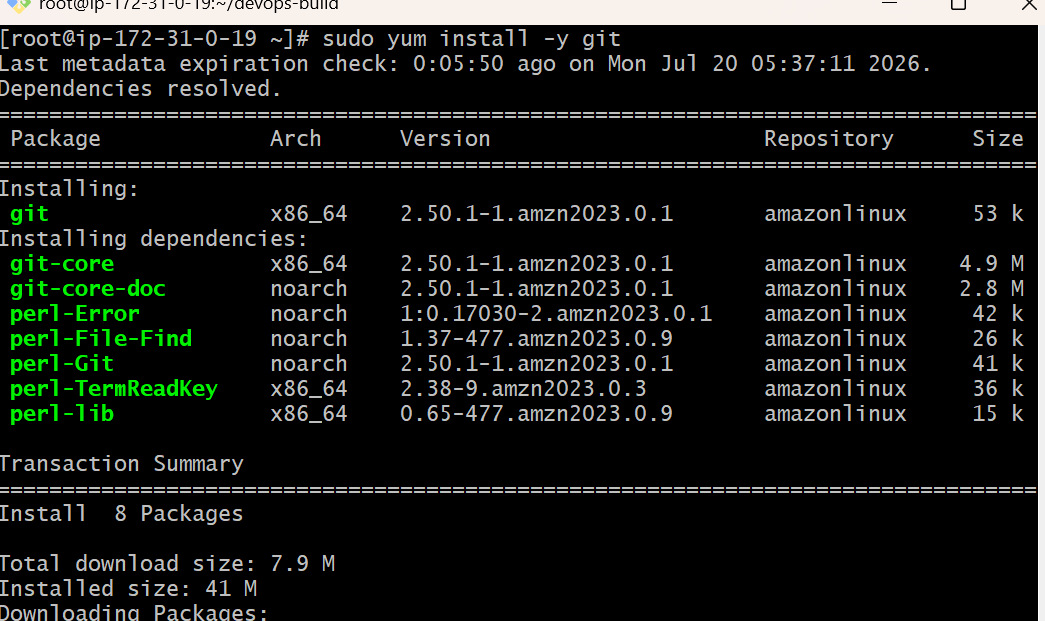 root@ip-172-31-0-19:~/devops-build
[root@ip-172-31-0-19 ~]# sudo yum install -y git
Last metadata expiration check: 0:05:50 ago on Mon Jul 20 05:37:11 2026.
Dependencies resolved.
================================================================================
Package Arch Version Repository Size
================================================================================
Installing:
git x86_64 2.50.1-1.amzn2023.0.1 amazonlinux 53 k
Installing dependencies:
git-core x86_64 2.50.1-1.amzn2023.0.1 amazonlinux 4.9 M
git-core-doc noarch 2.50.1-1.amzn2023.0.1 amazonlinux 2.8 M
perl-Error noarch 1:0.17030-2.amzn2023.0.1 amazonlinux 42 k
perl-File-Find noarch 1.37-477.amzn2023.0.9 amazonlinux 26 k
perl-Git noarch 2.50.1-1.amzn2023.0.1 amazonlinux 41 k
perl-TermReadKey x86_64 2.38-9.amzn2023.0.3 amazonlinux 36 k
perl-lib x86_64 0.65-477.amzn2023.0.9 amazonlinux 15 k
Transaction Summary
================================================================================
Install 8 Packages
Total download size: 7.9 M
Installed size: 41 M
Downloading Packages: